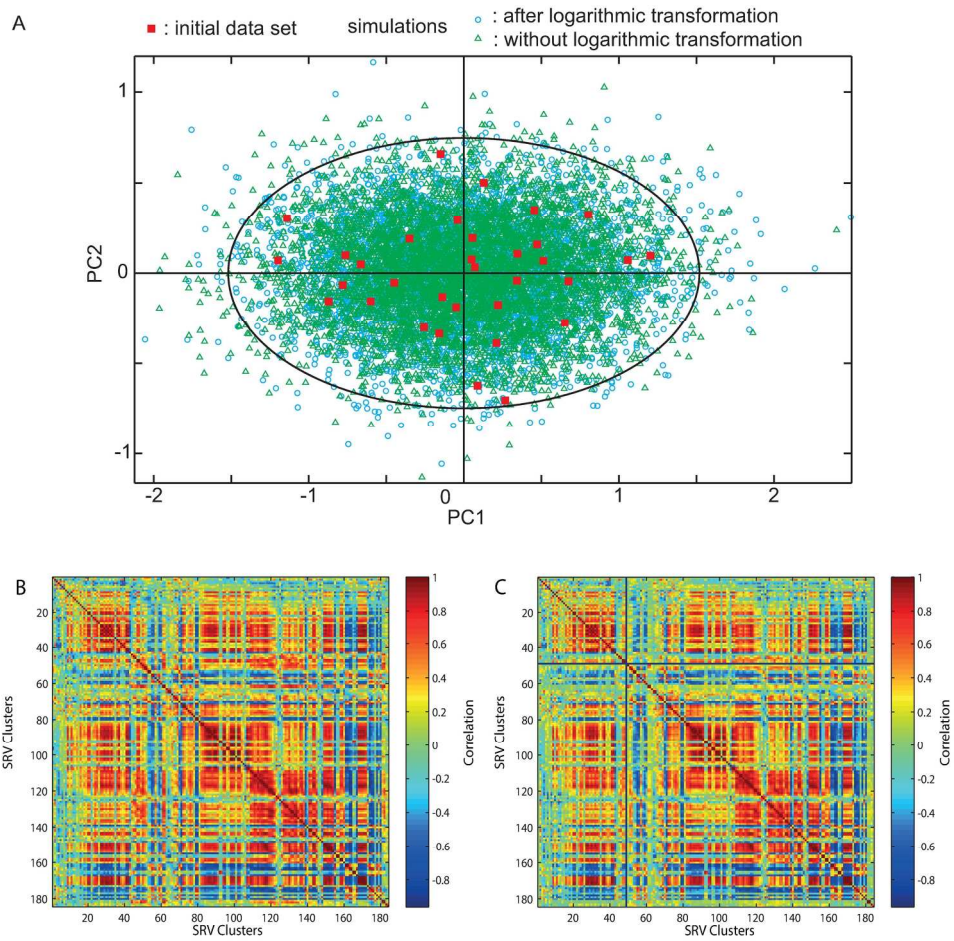 A
: initial data set
simulations
: after logarithmic transformation
: without logarithmic transformation
1
0
-1
PC2
-2 -1 0 1 2
PC1
B
20
40
60
80
100
120
140
160
180
SRV Clusters
20 40 60 80 100 120 140 160 180
SRV Clusters
1
0.8
0.6
0.4
0.2
0
-0.2
-0.4
-0.6
-0.8
Correlation
C
20
40
60
80
100
120
140
160
180
SRV Clusters
20 40 60 80 100 120 140 160 180
SRV Clusters
1
0.8
0.6
0.4
0.2
0
-0.2
-0.4
-0.6
-0.8
Correlation